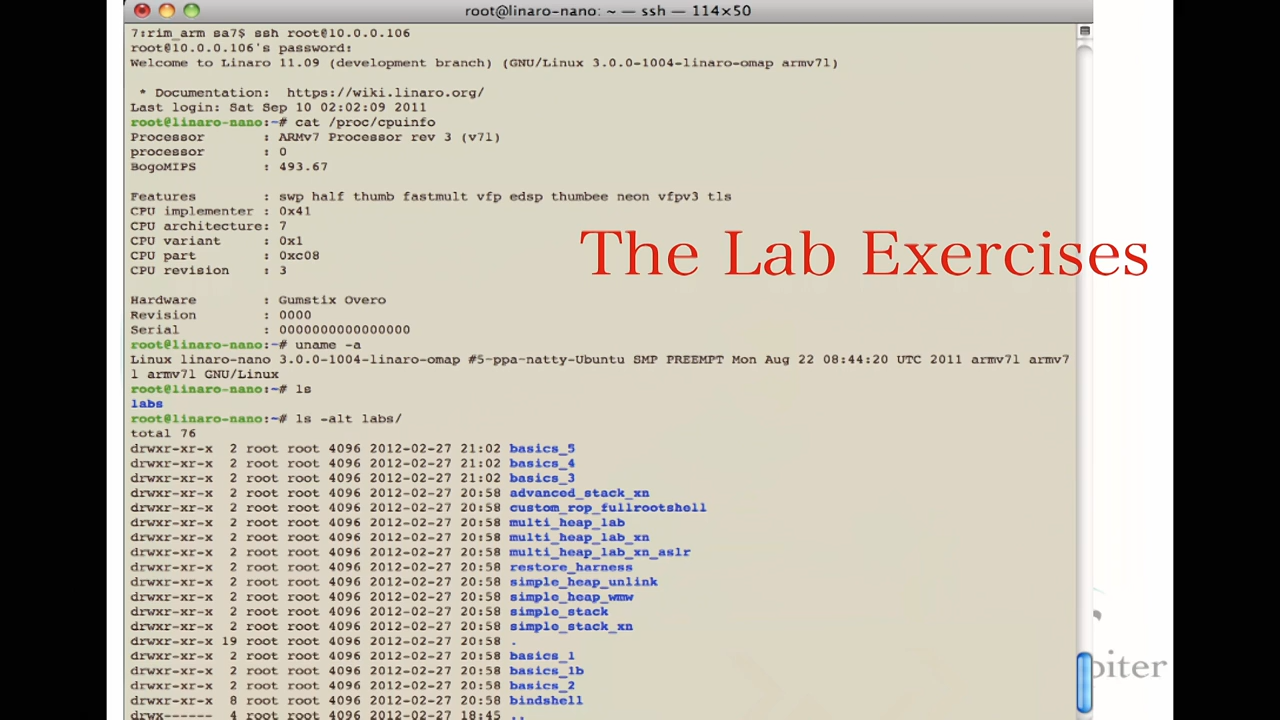 root@linaro-nano: ~ — ssh — 114×50
7:rim_arm sa7$ ssh root@10.0.0.106
root@10.0.0.106's password:
Welcome to Linaro 11.09 (development branch) (GNU/Linux 3.0.0-1004-linaro-omap armv7l)
* Documentation:  https://wiki.linaro.org/
Last login: Sat Sep 10 02:02:09 2011
root@linaro-nano:~# cat /proc/cpuinfo
Processor       : ARMv7 Processor rev 3 (v7l)
processor       : 0
BogoMIPS        : 493.67
Features        : swp half thumb fastmult vfp edsp thumbee neon vfpv3 tls
CPU implementer : 0x41
CPU architecture: 7
CPU variant     : 0x1
CPU part        : 0xc08
CPU revision    : 3
The Lab Exercises
Hardware        : Gumstix Overo
Revision        : 0000
Serial          : 0000000000000000
root@linaro-nano:~# uname -a
Linux linaro-nano 3.0.0-1004-linaro-omap #5~ppa~natty-Ubuntu SMP PREEMPT Mon Aug 22 08:44:20 UTC 2011 armv7l armv7
l armv7l GNU/Linux
root@linaro-nano:~# ls
labs
root@linaro-nano:~# ls -alt labs/
total 76
drwxr-xr-x  2 root root 4096 2012-02-27 21:02 basics_5
drwxr-xr-x  2 root root 4096 2012-02-27 21:02 basics_4
drwxr-xr-x  2 root root 4096 2012-02-27 21:02 basics_3
drwxr-xr-x  2 root root 4096 2012-02-27 20:58 advanced_stack_xn
drwxr-xr-x  2 root root 4096 2012-02-27 20:58 custom_rop_fullrootshell
drwxr-xr-x  2 root root 4096 2012-02-27 20:58 multi_heap_lab
drwxr-xr-x  2 root root 4096 2012-02-27 20:58 multi_heap_lab_xn
drwxr-xr-x  2 root root 4096 2012-02-27 20:58 multi_heap_lab_xn_aslr
drwxr-xr-x  2 root root 4096 2012-02-27 20:58 restore_harness
drwxr-xr-x  2 root root 4096 2012-02-27 20:58 simple_heap_unlink
drwxr-xr-x  2 root root 4096 2012-02-27 20:58 simple_heap_wmw
drwxr-xr-x  2 root root 4096 2012-02-27 20:58 simple_stack
drwxr-xr-x  2 root root 4096 2012-02-27 20:58 simple_stack_xn
drwxr-xr-x 19 root root 4096 2012-02-27 20:58 .
drwxr-xr-x  2 root root 4096 2012-02-27 20:58 basics_1
drwxr-xr-x  2 root root 4096 2012-02-27 20:58 basics_1b
drwxr-xr-x  2 root root 4096 2012-02-27 20:58 basics_2
drwxr-xr-x  8 root root 4096 2012-02-27 20:58 bindshell
drwx------  4 root root 4096 2012-02-27 18:45 ..
piter